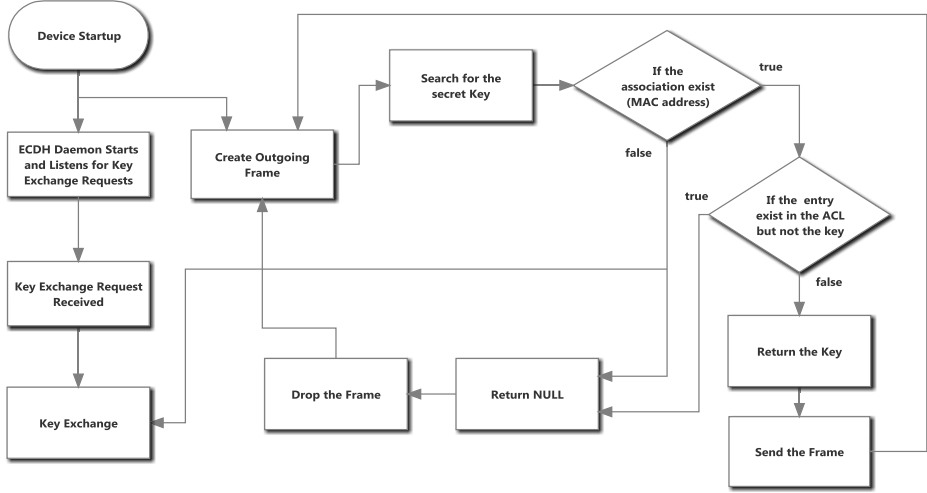 Device Startup
ECDH Daemon Starts
and Listens for Key
Exchange Requests
Key Exchange Request
Received
Key Exchange
Create Outgoing
Frame
Search for the
secret Key
If the
association exist
(MAC address)
true
false
If the entry
exist in the ACL
but not the key
true
false
Return the Key
Send the Frame
Return NULL
Drop the Frame